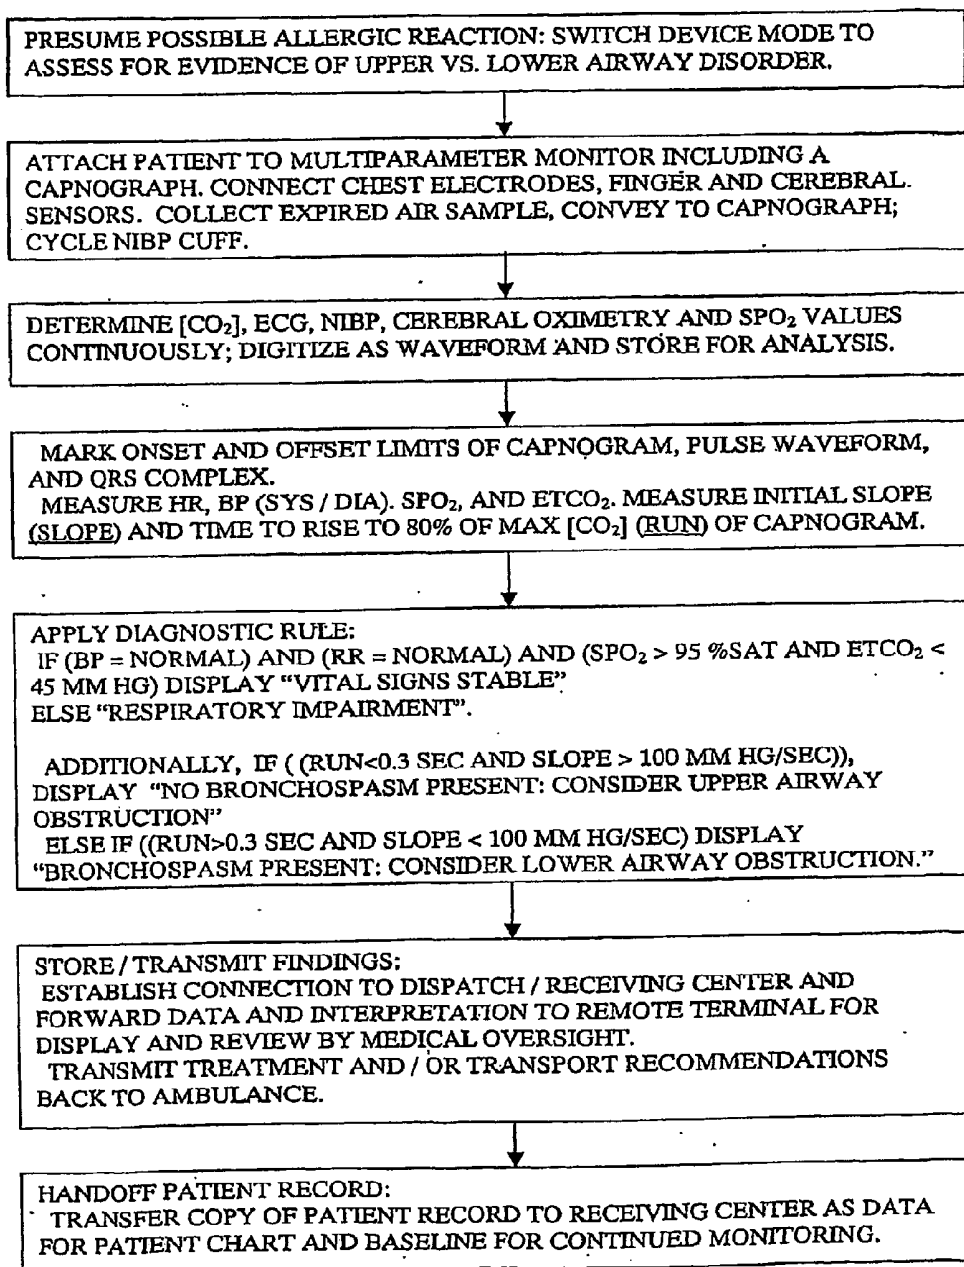 PRESUME POSSIBLE ALLERGIC REACTION: SWITCH DEVICE MODE TO
ASSESS FOR EVIDENCE OF UPPER VS. LOWER AIRWAY DISORDER.
ATTACH PATIENT TO MULTIPARAMETER MONITOR INCLUDING A
CAPNOGRAPH. CONNECT CHEST ELECTRODES, FINGER AND CEREBRAL
SENSORS. COLLECT EXPIRED AIR SAMPLE, CONVEY TO CAPNOGRAPH;
CYCLE NIBP CUFF.
DETERMINE [CO₂], ECG, NIBP, CEREBRAL OXIMETRY AND SPO₂ VALUES
CONTINUOUSLY; DIGITIZE AS WAVEFORM AND STORE FOR ANALYSIS.
MARK ONSET AND OFFSET LIMITS OF CAPNOGRAM, PULSE WAVEFORM,
AND QRS COMPLEX.
MEASURE HR, BP (SYS / DIA). SPO₂, AND ETCO₂. MEASURE INITIAL SLOPE
(SLOPE) AND TIME TO RISE TO 80% OF MAX [CO₂] (RUN) OF CAPNOGRAM.
APPLY DIAGNOSTIC RULE:
IF (BP = NORMAL) AND (RR = NORMAL) AND (SPO₂ > 95 %SAT AND ETCO₂ <
45 MM HG) DISPLAY “VITAL SIGNS STABLE”
ELSE “RESPIRATORY IMPAIRMENT”.
ADDITIONALLY, IF ( (RUN<0.3 SEC AND SLOPE > 100 MM HG/SEC)),
DISPLAY “NO BRONCHOSPASM PRESENT: CONSIDER UPPER AIRWAY
OBSTRUCTION”
ELSE IF ((RUN>0.3 SEC AND SLOPE < 100 MM HG/SEC) DISPLAY
“BRONCHOSPASM PRESENT: CONSIDER LOWER AIRWAY OBSTRUCTION.”
STORE / TRANSMIT FINDINGS:
ESTABLISH CONNECTION TO DISPATCH / RECEIVING CENTER AND
FORWARD DATA AND INTERPRETATION TO REMOTE TERMINAL FOR
DISPLAY AND REVIEW BY MEDICAL OVERSIGHT.
TRANSMIT TREATMENT AND / OR TRANSPORT RECOMMENDATIONS
BACK TO AMBULANCE.
HANDOFF PATIENT RECORD:
TRANSFER COPY OF PATIENT RECORD TO RECEIVING CENTER AS DATA
FOR PATIENT CHART AND BASELINE FOR CONTINUED MONITORING.